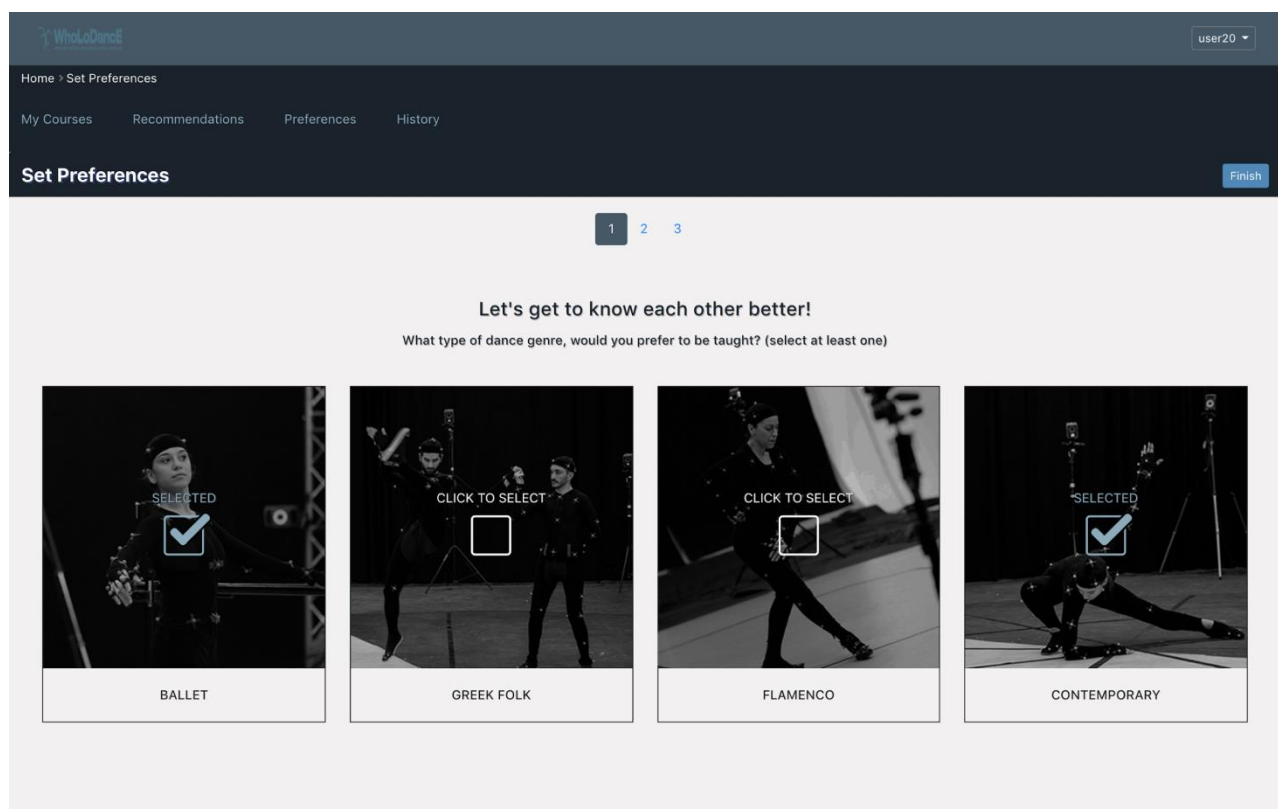 WhoLoDancE
user20
Home > Set Preferences
My Courses Recommendations Preferences History
Set Preferences
Finish
1 2 3
Let's get to know each other better!
What type of dance genre, would you prefer to be taught? (select at least one)
SELECTED CLICK TO SELECT CLICK TO SELECT SELECTED
BALLET GREEK FOLK FLAMENCO CONTEMPORARY